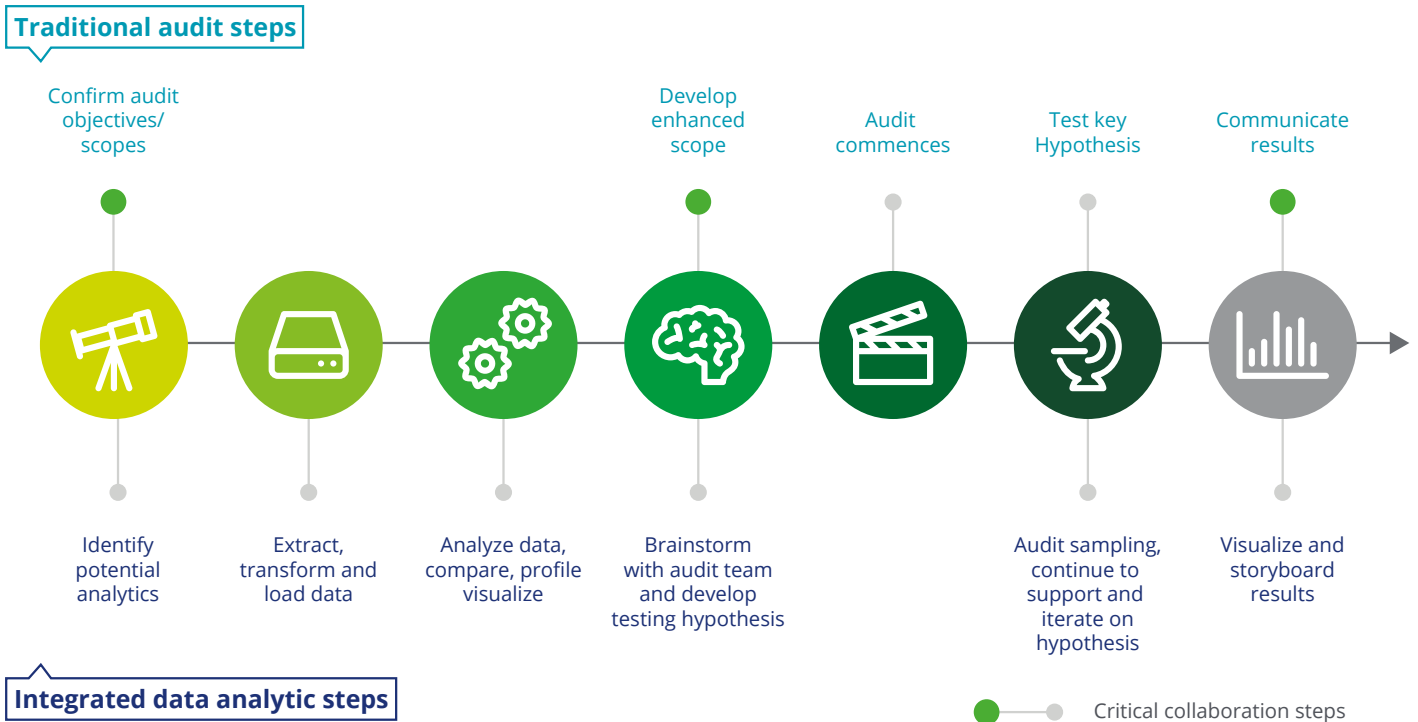 Traditional audit steps
Confirm audit
objectives/
scopes
Develop
enhanced
scope
Audit
commences
Test key
Hypothesis
Communicate
results
Identify
potential
analytics
Extract,
transform and
load data
Analyze data,
compare, profile
visualize
Brainstorm
with audit team
and develop
testing hypothesis
Audit sampling,
continue to
support and
iterate on
hypothesis
Visualize and
storyboard
results
Integrated data analytic steps
Critical collaboration steps